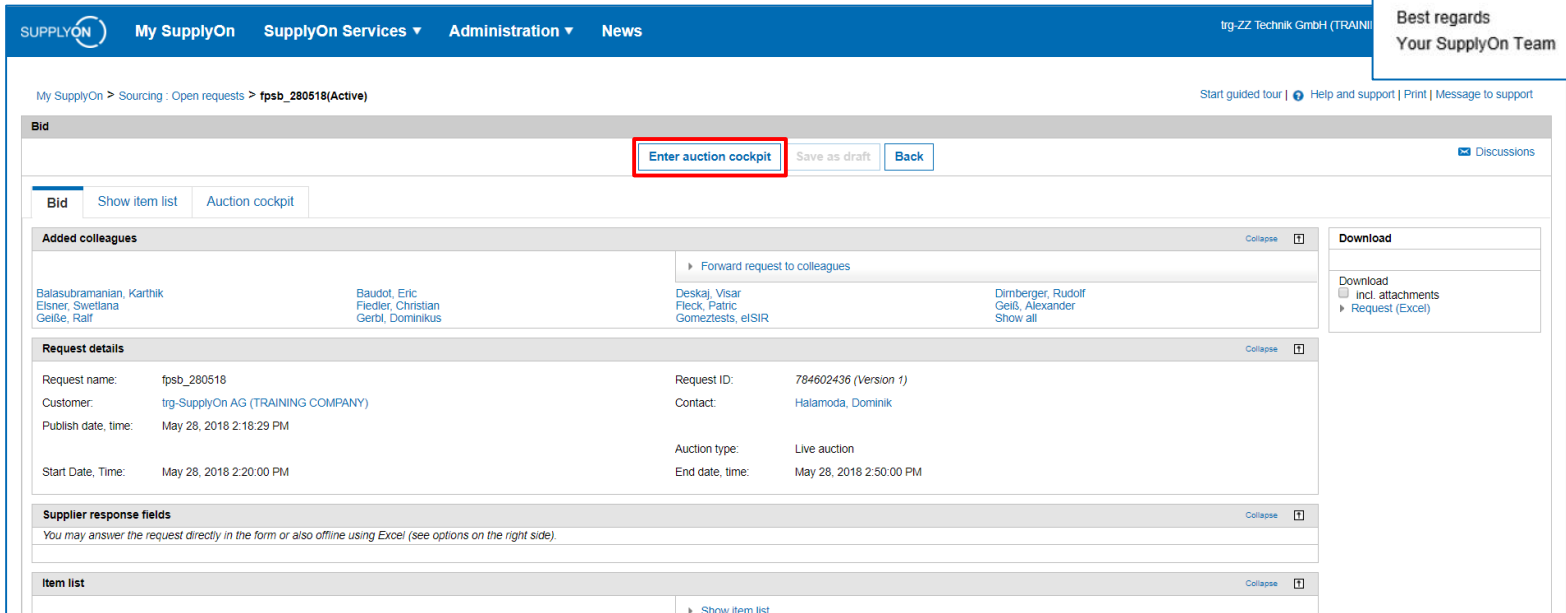 Best regards
Your SupplyOn Team
SUPPLYON My SupplyOn SupplyOn Services ▼ Administration ▼ News trg-ZZ Technik GmbH
My SupplyOn > Sourcing : Open requests > fpsb_280518(Active) Start guided tour | Help and support | Print | Message to support
Bid
Enter auction cockpit Save as draft Back Discussions
Bid Show item list Auction cockpit
Added colleagues Collapse Download
Forward request to colleagues
Balasubramanian, Karthik Baudot, Eric Deskaj, Visar Dirnberger, Rudolf Download
Elsner, Swetlana Fiedler, Christian Fleck, Patric Geiß, Alexander incl. attachments
Geiße, Ralf Gerbl, Dominikus Gomeztests, eISIR Show all Request (Excel)
Request details Collapse
Request name: fpsb_280518 Request ID: 784602436 (Version 1)
Customer: trg-SupplyOn AG (TRAINING COMPANY) Contact: Halamoda, Dominik
Publish date, time: May 28, 2018 2:18:29 PM
Auction type: Live auction
Start Date, Time: May 28, 2018 2:20:00 PM End date, time: May 28, 2018 2:50:00 PM
Supplier response fields Collapse
You may answer the request directly in the form or also offline using Excel (see options on the right side).
Item list Collapse
Show item list